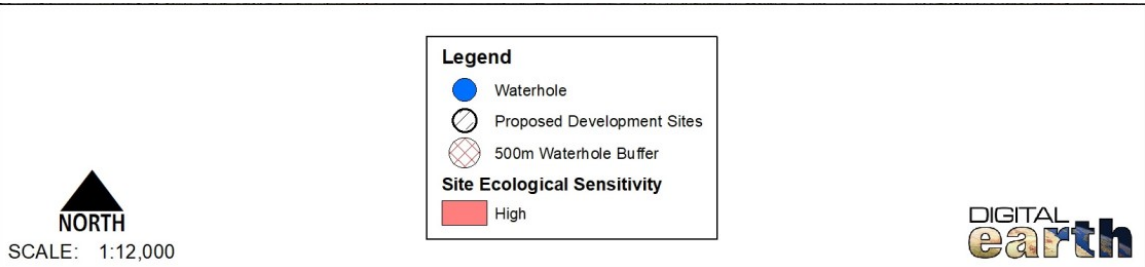 Legend
Waterhole
Proposed Development Sites
500m Waterhole Buffer
Site Ecological Sensitivity
High
NORTH
SCALE: 1:12,000
DIGITAL
earth